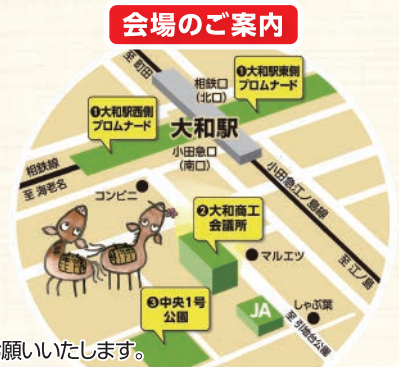 会場のご案内
至 町田
相鉄口
(北口)
❶大和駅東側
プロムナード
❶大和駅西側
プロムナード
大和駅
小田急口
(南口)
相鉄線
至 海老名
小田急江ノ島線
至 江ノ島
コンビニ
❷大和商工
会議所
マルエツ
❸中央1号
公園
JA
しゃぶ葉
至 引地台公園
お願いいたします。